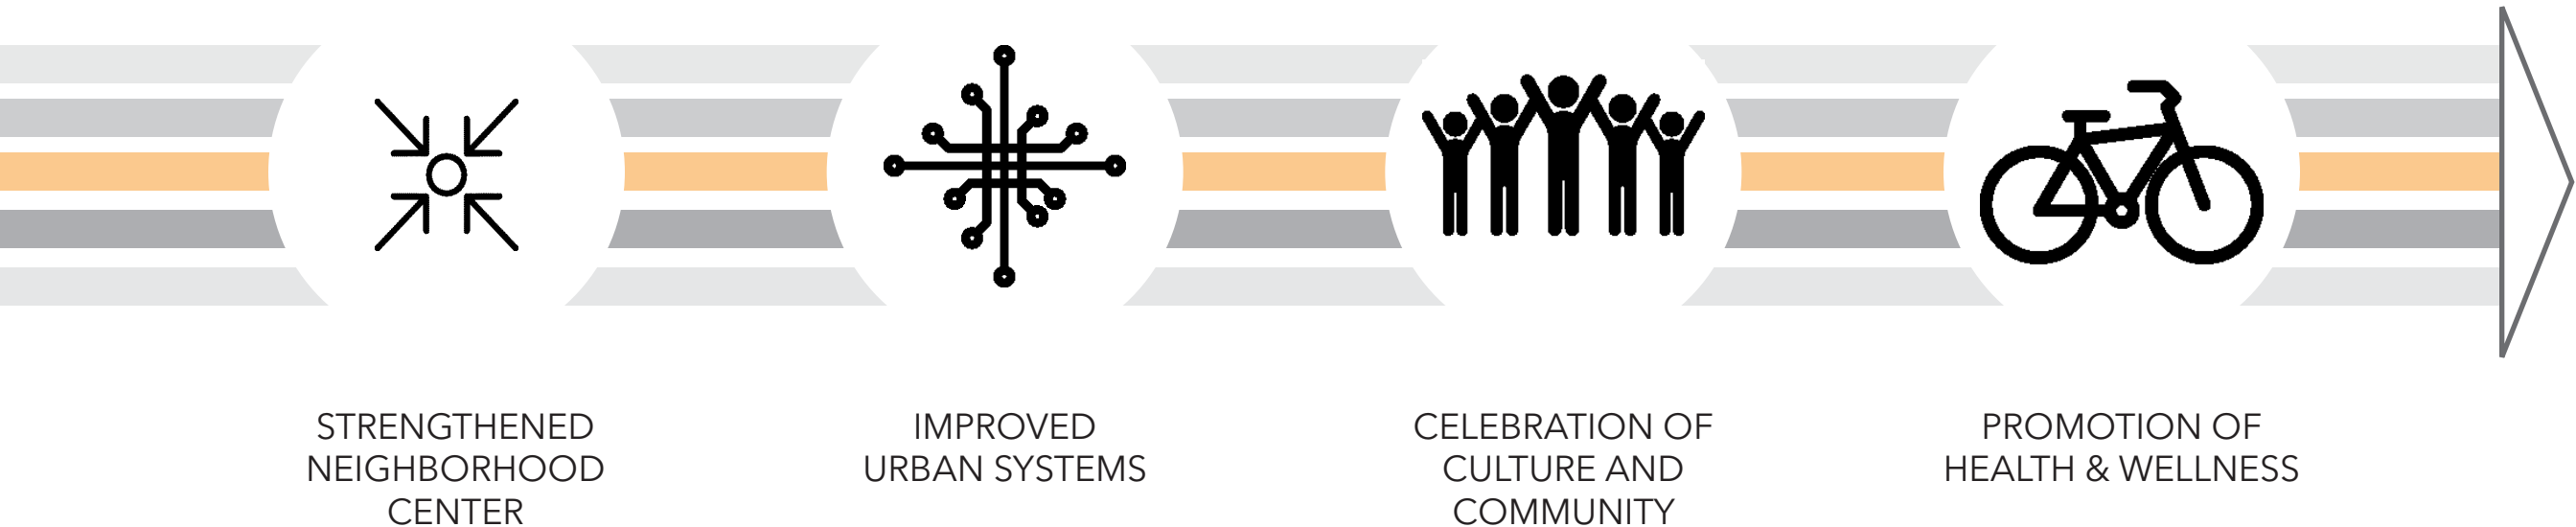 STRENGTHENED
NEIGHBORHOOD
CENTER
IMPROVED
URBAN SYSTEMS
CELEBRATION OF
CULTURE AND
COMMUNITY
PROMOTION OF
HEALTH & WELLNESS